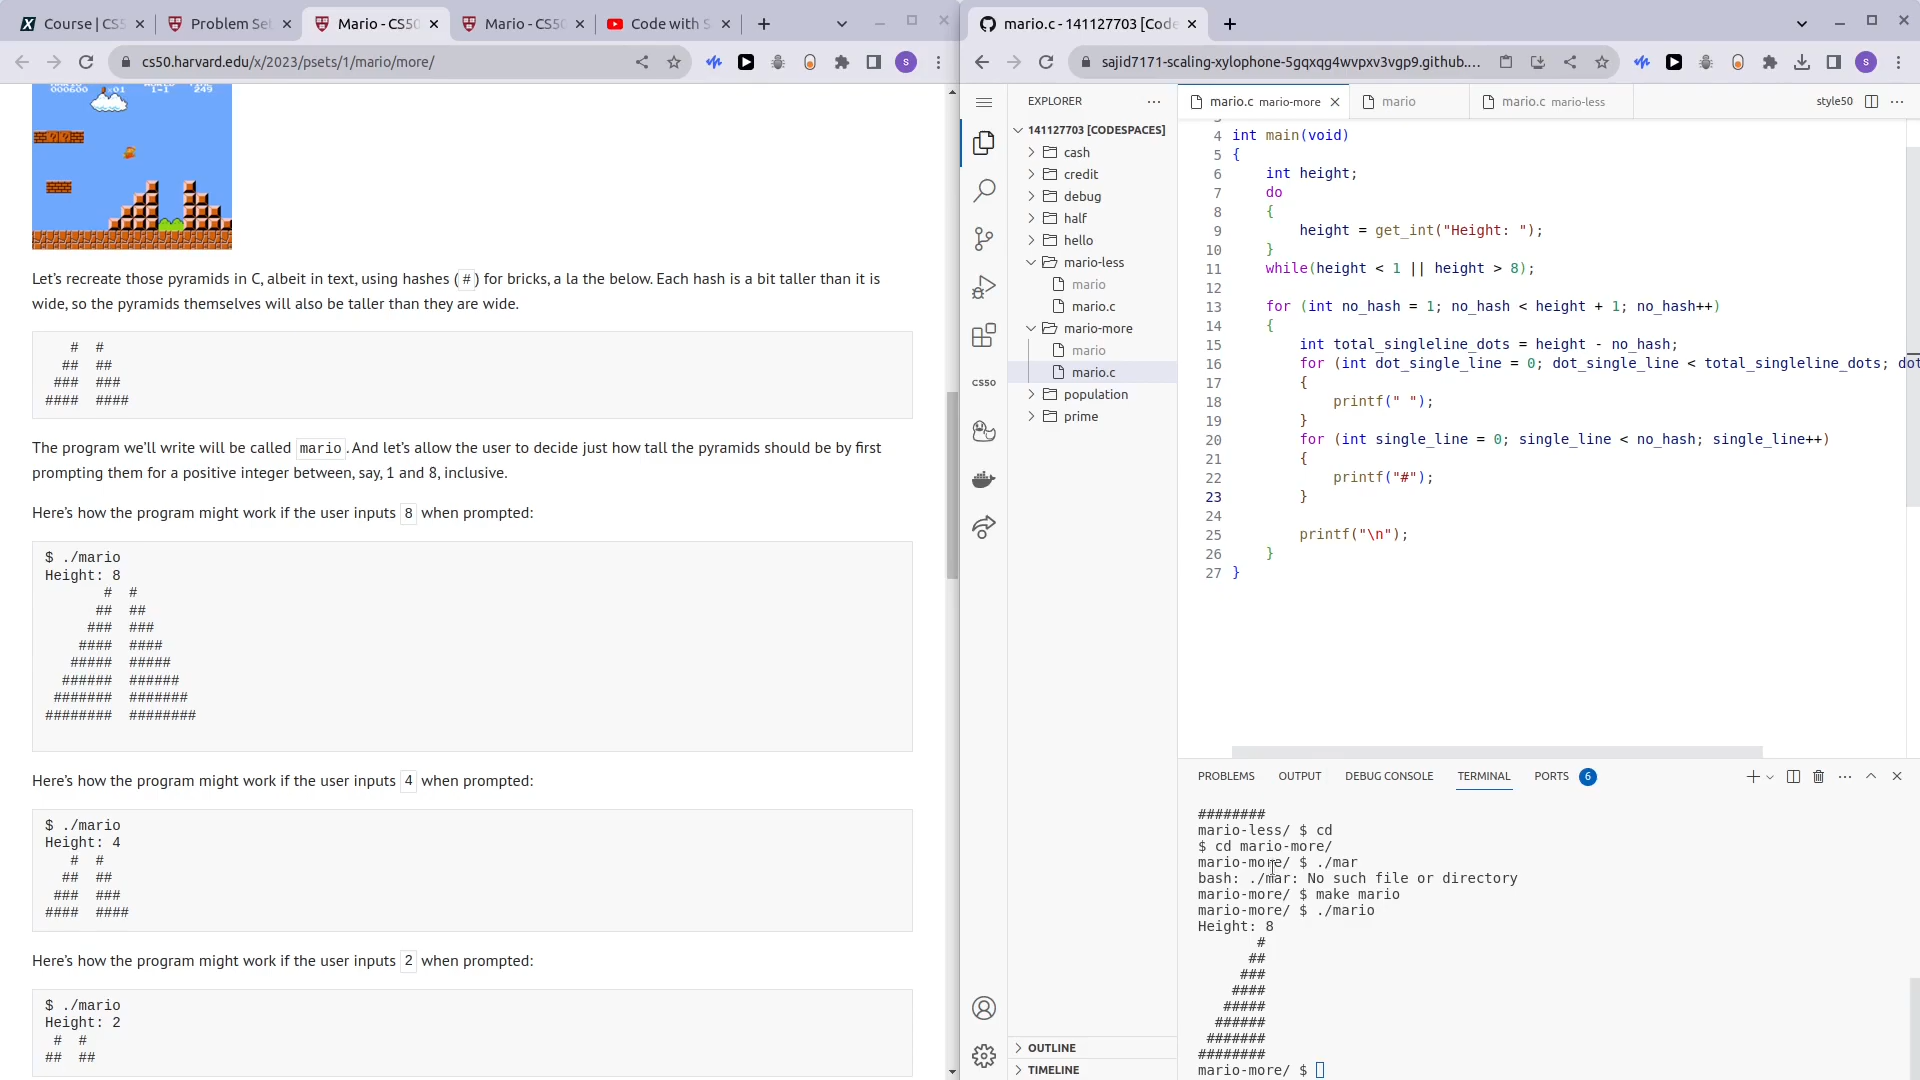 Course | CS5
Problem Se
Mario - CS50
Mario - CS50
Code with S
cs50.harvard.edu/x/2023/psets/1/mario/more/
000600 x01 1-1 249
Let's recreate those pyramids in C, albeit in text, using hashes (#) for bricks, a la the below. Each hash is a bit taller than it is
wide, so the pyramids themselves will also be taller than they are wide.
   #  #
  ##  ##
 ###  ###
####  ####
The program we'll write will be called mario. And let's allow the user to decide just how tall the pyramids should be by first
prompting them for a positive integer between, say, 1 and 8, inclusive.
Here's how the program might work if the user inputs 8 when prompted:
$ ./mario
Height: 8
       #  #
      ##  ##
     ###  ###
    ####  ####
   #####  #####
  ######  ######
 #######  #######
########  ########
Here's how the program might work if the user inputs 4 when prompted:
$ ./mario
Height: 4
   #  #
  ##  ##
 ###  ###
####  ####
Here's how the program might work if the user inputs 2 when prompted:
$ ./mario
Height: 2
 #  #
##  ##
mario.c - 141127703 [Code
sajid7171-scaling-xylophone-5gqxqg4wvpxv3vgp9.github....
EXPLORER
141127703 [CODESPACES]
cash
credit
debug
half
hello
mario-less
mario
mario.c
mario-more
mario
mario.c
population
prime
OUTLINE
TIMELINE
CS50
mario.c mario-more
mario
mario.c mario-less
style50
4 int main(void)
5 {
6     int height;
7     do
8     {
9         height = get_int("Height: ");
10     }
11     while(height < 1 || height > 8);
12
13     for (int no_hash = 1; no_hash < height + 1; no_hash++)
14     {
15         int total_singleline_dots = height - no_hash;
16         for (int dot_single_line = 0; dot_single_line < total_singleline_dots; dot
17         {
18             printf(" ");
19         }
20         for (int single_line = 0; single_line < no_hash; single_line++)
21         {
22             printf("#");
23         }
24
25         printf("\n");
26     }
27 }
PROBLEMS OUTPUT DEBUG CONSOLE TERMINAL PORTS 6
########
mario-less/ $ cd
$ cd mario-more/
mario-more/ $ ./mar
bash: ./mar: No such file or directory
mario-more/ $ make mario
mario-more/ $ ./mario
Height: 8
       #
      ##
     ###
    ####
   #####
  ######
 #######
########
mario-more/ $